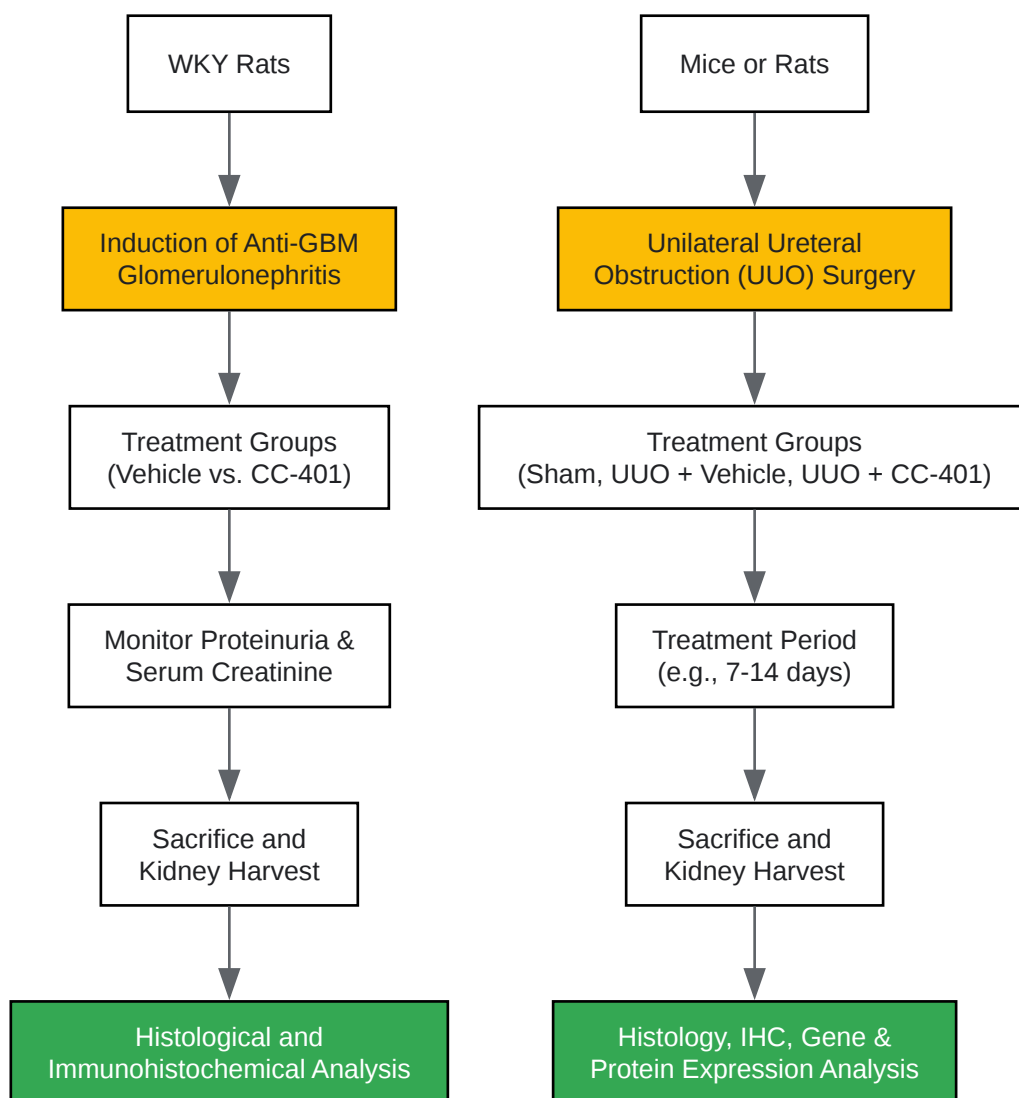 WKY Rats
Induction of Anti-GBM
Glomerulonephritis
Treatment Groups
(Vehicle vs. CC-401)
Monitor Proteinuria &
Serum Creatinine
Sacrifice and
Kidney Harvest
Histological and
Immunohistochemical Analysis
Mice or Rats
Unilateral Ureteral
Obstruction (UUO) Surgery
Treatment Groups
(Sham, UUO + Vehicle, UUO + CC-401)
Treatment Period
(e.g., 7-14 days)
Sacrifice and
Kidney Harvest
Histology, IHC, Gene &
Protein Expression Analysis